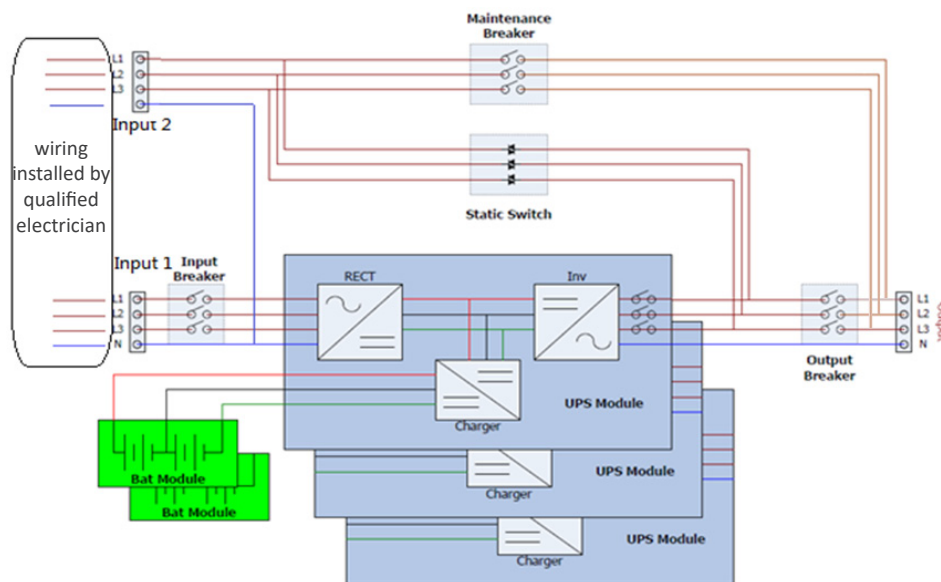 Maintenance
Breaker
L1
L2
L3
Input 2
wiring
installed by
qualified
electrician
Static Switch
Input 1
Input
Breaker
RECT
Inv
L1
L2
L3
N
L1
L2
L3
N
Output
Breaker
Charger
UPS Module
Bat Module
Bat Module
Charger
UPS Module
Charger
UPS Module